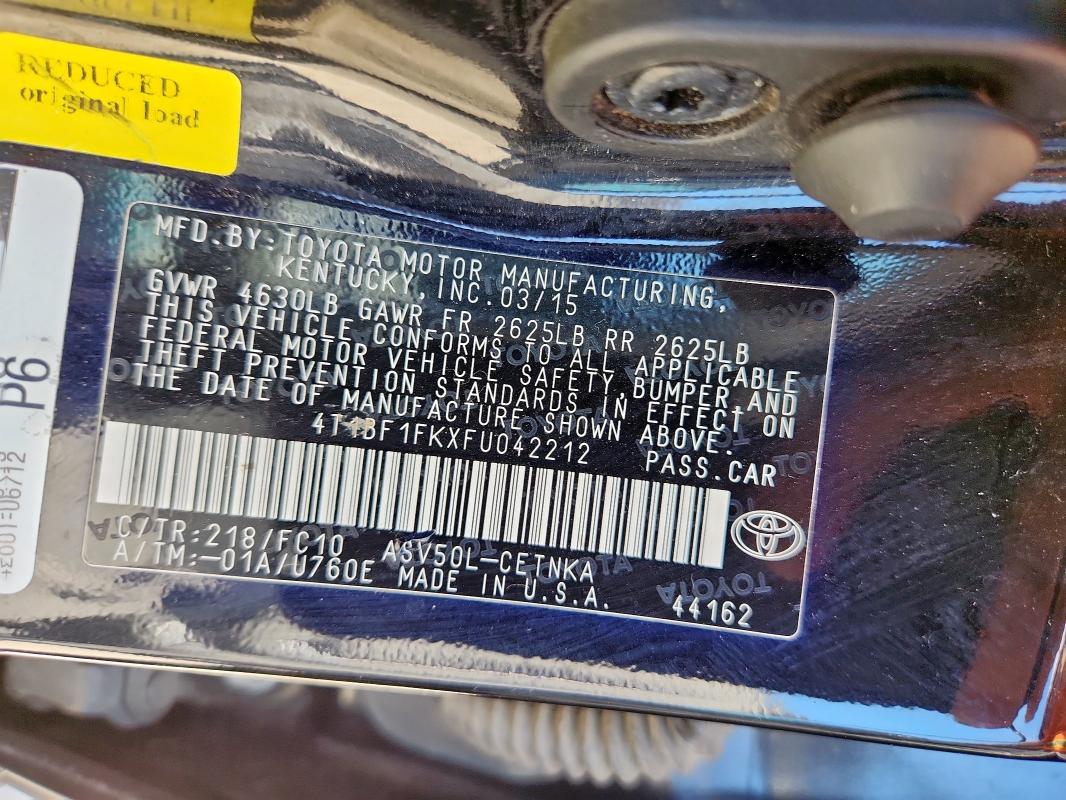 REDUCED
original load
P6
MFD.BY:TOYOTA MOTOR MANUFACTURING,
KENTUCKY, INC. 03/15
GVWR 4630LB GAWR FR 2625LB RR 2625LB
THIS VEHICLE CONFORMS TO ALL APPLICABLE
FEDERAL MOTOR VEHICLE SAFETY, BUMPER AND
THEFT PREVENTION STANDARDS IN EFFECT ON
THE DATE OF MANUFACTURE SHOWN ABOVE.
4T1BF1FKXFU042212 PASS.CAR
C/TR:218/FC10 ASV50L-CETNKA
A/TM:-01A/U760E MADE IN U.S.A.
44162
TOYOTA